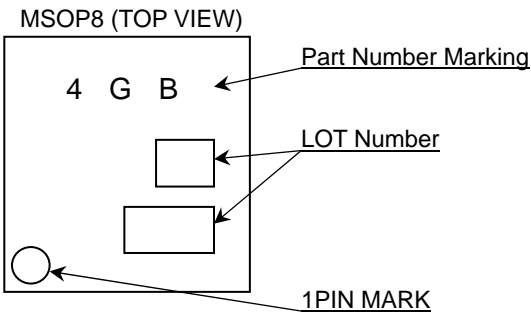 MSOP8 (TOP VIEW)
Part Number Marking
4 G B
LOT Number
1PIN MARK